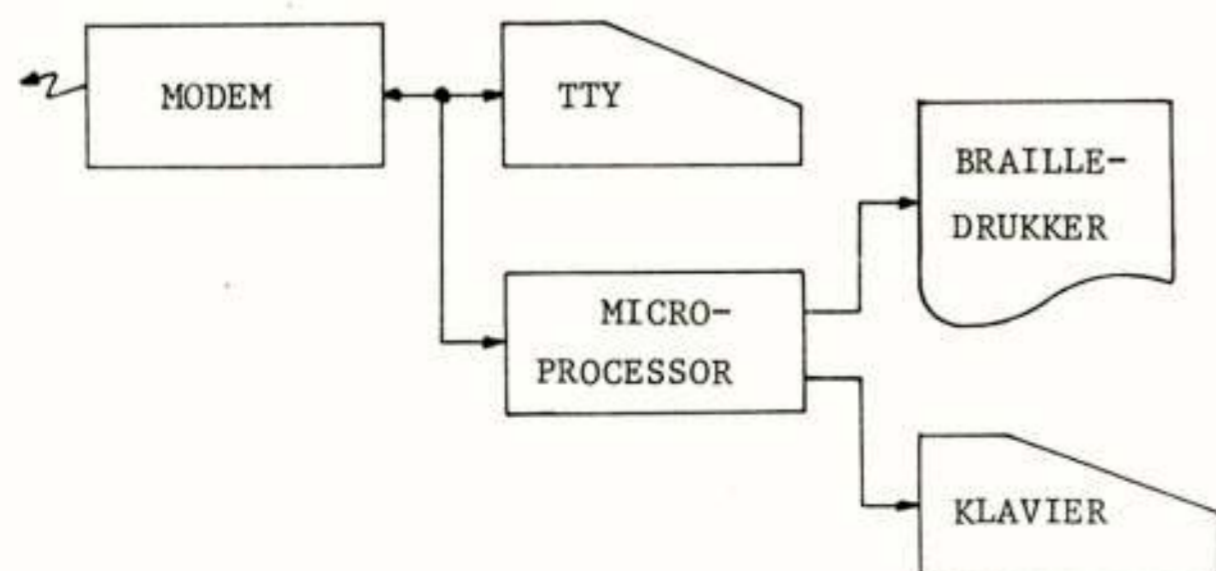 MODEM
TTY
BRAILLE-
DRUKKER
MICRO-
PROCESSOR
KLAVIER